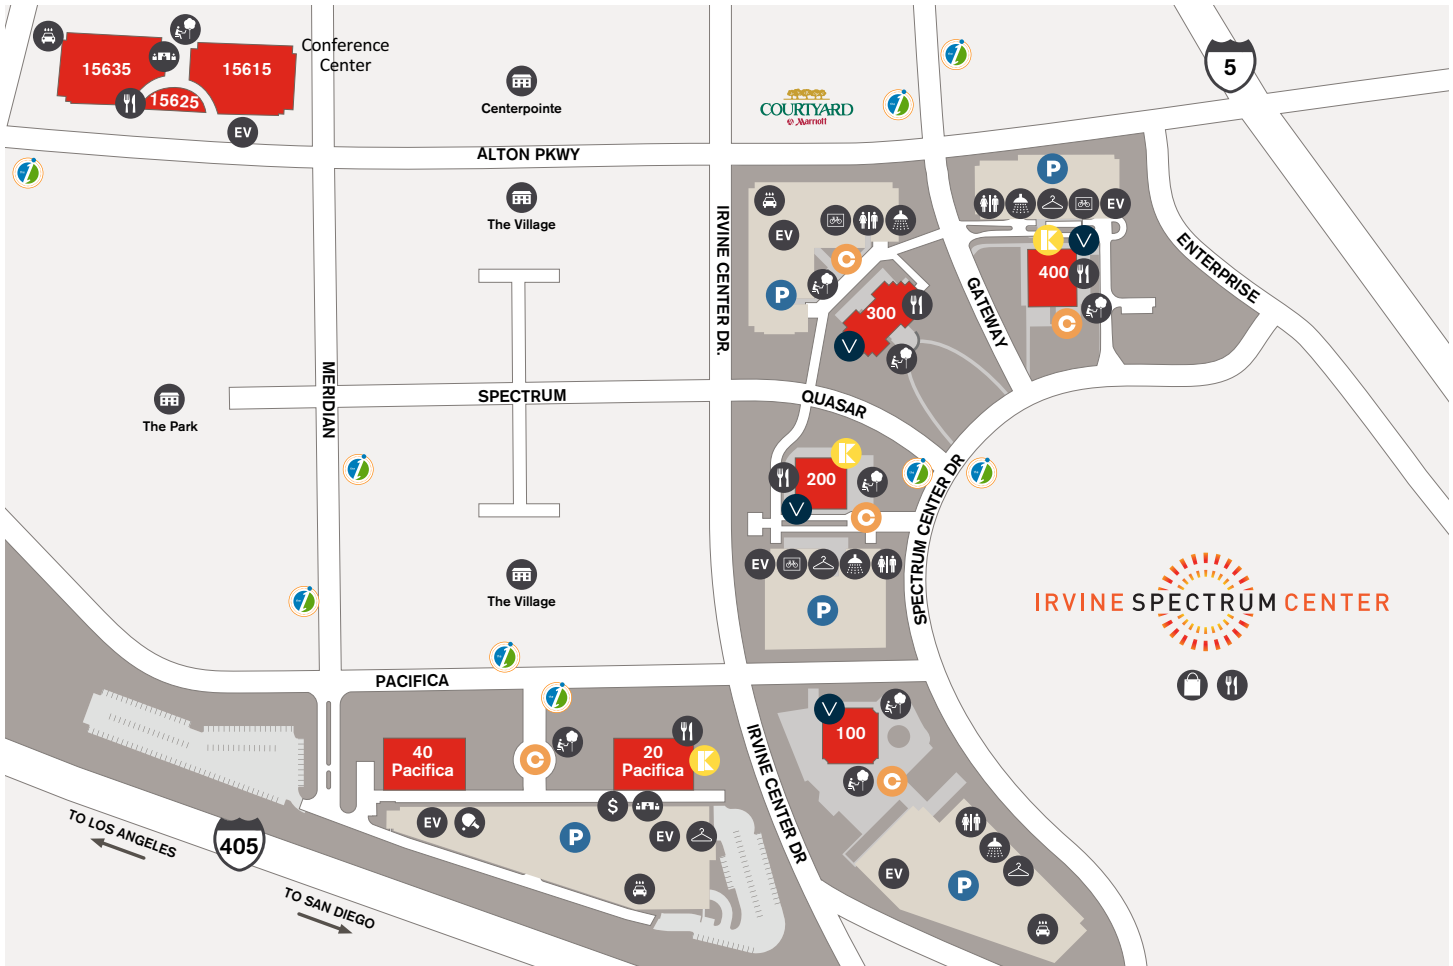 Conference
Center
15635
15615
15625
EV
Centerpointe
COURTYARD
Marriott
5
ALTON PKWY
The Village
IRVINE CENTER DR.
P
EV
P
EV
C
P
K
V
400
C
300
V
GATEWAY
ENTERPRISE
MERIDIAN
SPECTRUM
The Park
QUASAR
K
200
V
C
SPECTRUM CENTER DR
EV
P
The Village
IRVINE SPECTRUM CENTER
PACIFICA
40
Pacifica
C
20
Pacifica
K
V
100
C
IRVINE CENTER DR
$
EV
P
EV
EV
P
405
TO LOS ANGELES
TO SAN DIEGO